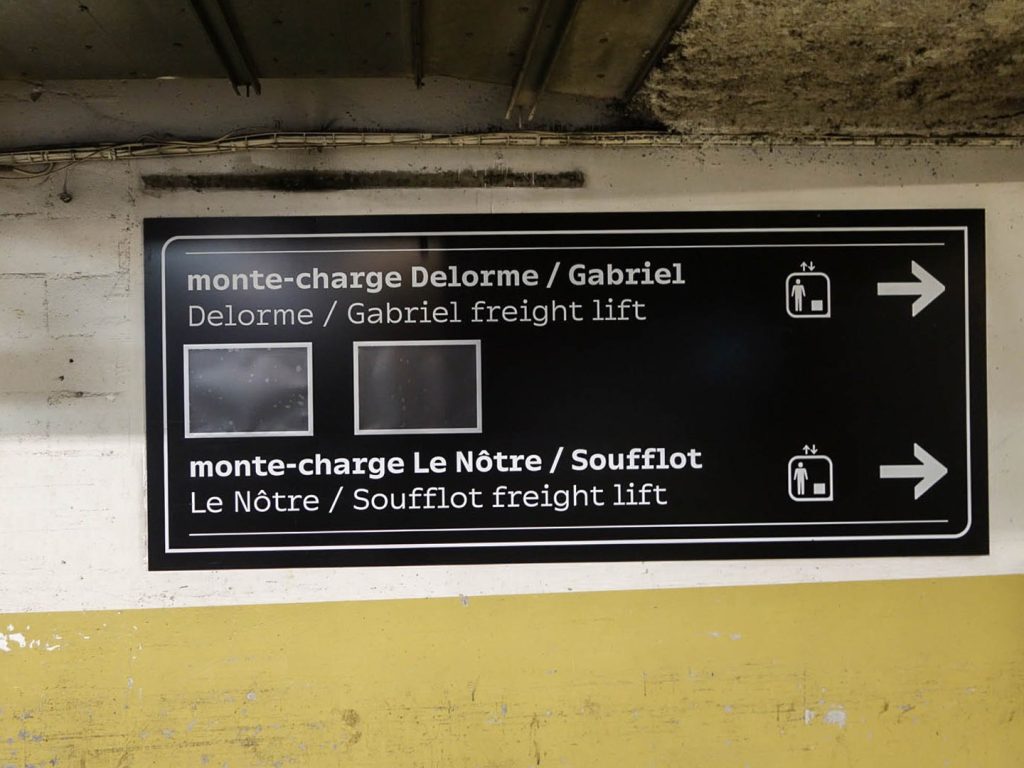 monte-charge Delorme / Gabriel
Delorme / Gabriel freight lift
monte-charge Le Nôtre / Soufflot
Le Nôtre / Soufflot freight lift